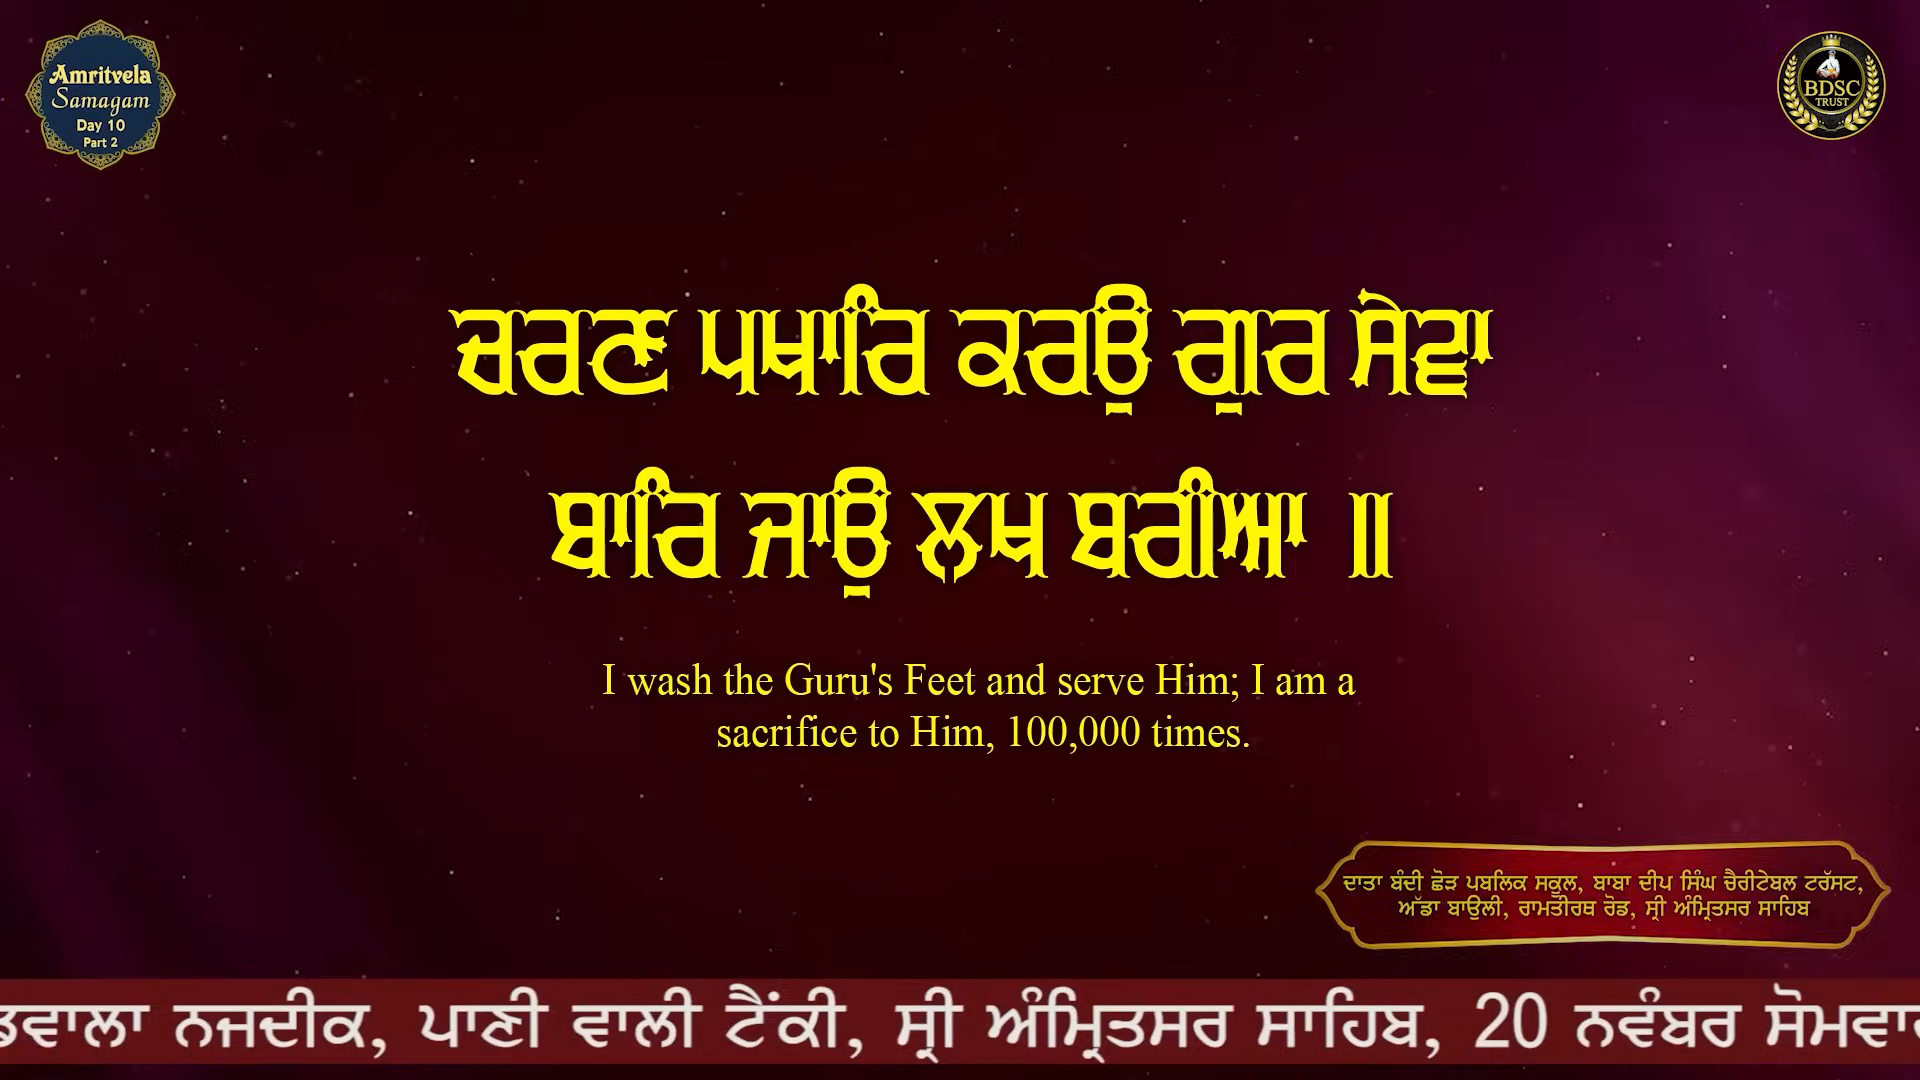 Amritvela
Samagam
Day 10
Part 2
BDSC
TRUST
ਚਰਣ ਪਖਾਰਿ ਕਰਉ ਗੁਰ ਸੇਵਾ
ਬਾਰਿ ਜਾਉ ਲਖ ਬਰੀਆ ॥
I wash the Guru's Feet and serve Him; I am a
sacrifice to Him, 100,000 times.
ਦਾਤਾ ਬੰਦੀ ਛੋੜ ਪਬਲਿਕ ਸਕੂਲ, ਬਾਬਾ ਦੀਪ ਸਿੰਘ ਚੈਰੀਟੇਬਲ ਟਰੱਸਟ,
ਅੱਡਾ ਬਾਉਲੀ, ਰਾਮਤੀਰਥ ਰੋਡ, ਸ੍ਰੀ ਅੰਮ੍ਰਿਤਸਰ ਸਾਹਿਬ
ਨਜਦੀਕ, ਪਾਣੀ ਵਾਲੀ ਟੈਂਕੀ, ਸ੍ਰੀ ਅੰਮ੍ਰਿਤਸਰ ਸਾਹਿਬ, 20 ਨਵੰਬਰ